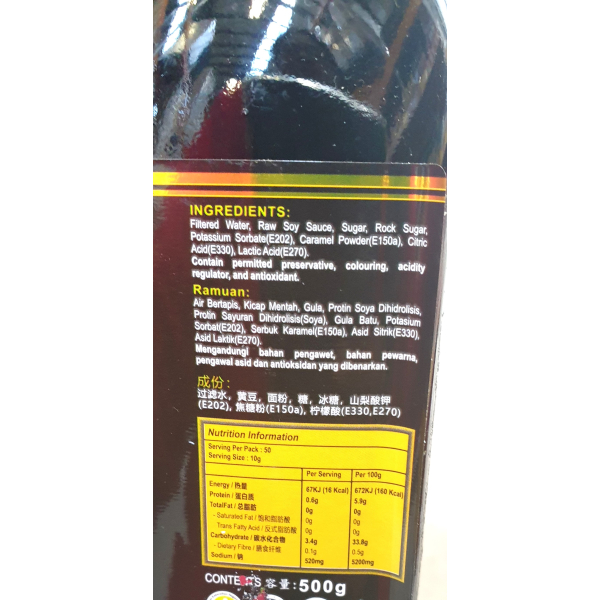 INGREDIENTS:
Filtered Water, Raw Soy Sauce, Sugar, Rock Sugar,
Potassium Sorbate(E202), Caramel Powder(E150a), Citric
Acid(E330), Lactic Acid(E270).
Contain permitted preservative, colouring, acidity
regulator, and antioxidant.
Ramuan:
Air Bertapis, Kicap Mentah, Gula, Protin Soya Dihidrolisis,
Protin Sayuran Dihidrolisis(Soya), Gula Batu, Potasium
Sorbat(E202), Serbuk Karamel(E150a), Asid Sitrik(E330),
Asid Laktik(E270).
Mengandungi bahan pengawet, bahan pewarna,
pengawal asid dan antioksidan yang dibenarkan.
成份:
过滤水，黄豆，面粉，糖，冰糖，山梨酸钾
(E202), 焦糖粉(E150a), 柠檬酸(E330,E270)
Nutrition Information
Serving Per Pack : 50
Serving Size : 10g
Per Serving Per 100g
Energy / 热量 67KJ (16 Kcal) 672KJ (160 Kcal)
Protein / 蛋白质 0.6g 5.9g
TotalFat / 总脂肪 0g 0g
- Saturated Fat / 饱和脂肪酸 0g 0g
Trans Fatty Acid / 反式脂肪酸 0g 0g
Carbohydrate / 碳水化合物 3.4g 33.8g
- Dietary Fibre / 膳食纤维 0.1g 0.5g
Sodium / 钠 520mg 5200mg
CONTENTS 容量:500g